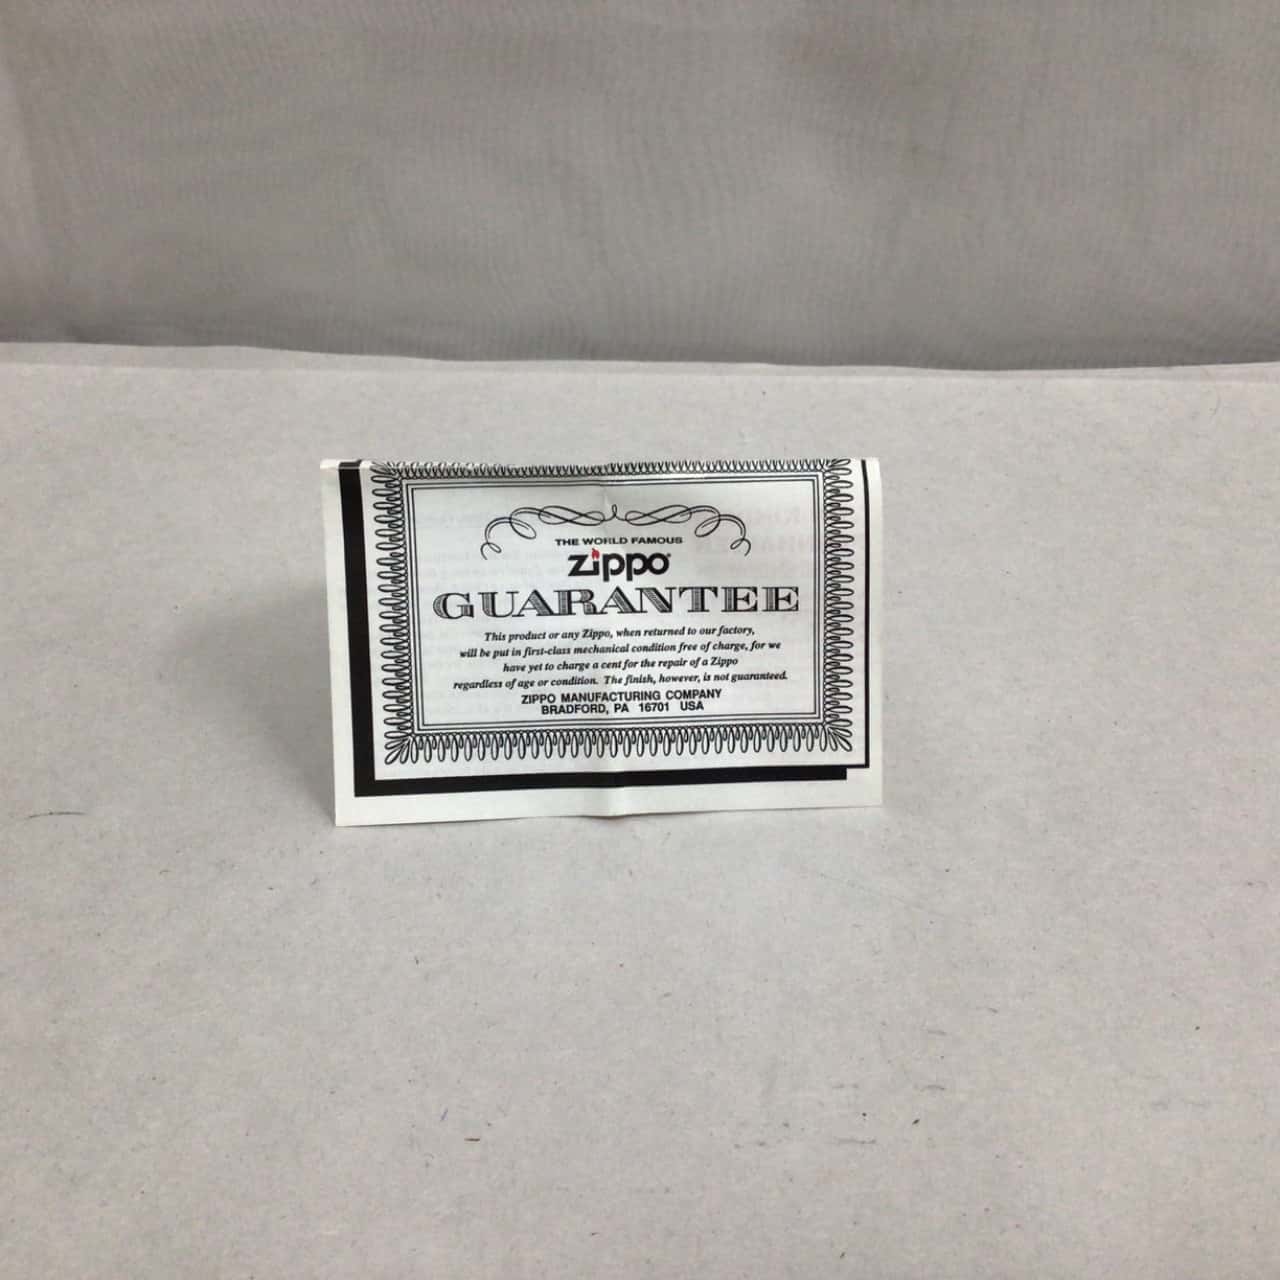 THE WORLD FAMOUS
zippo
GUARANTEE
This product or any Zippo, when returned to our factory,
will be put in first-class mechanical condition free of charge, for we
have yet to charge a cent for the repair of a Zippo
regardless of age or condition. The finish, however, is not guaranteed.
ZIPPO MANUFACTURING COMPANY
BRADFORD, PA 16701 USA